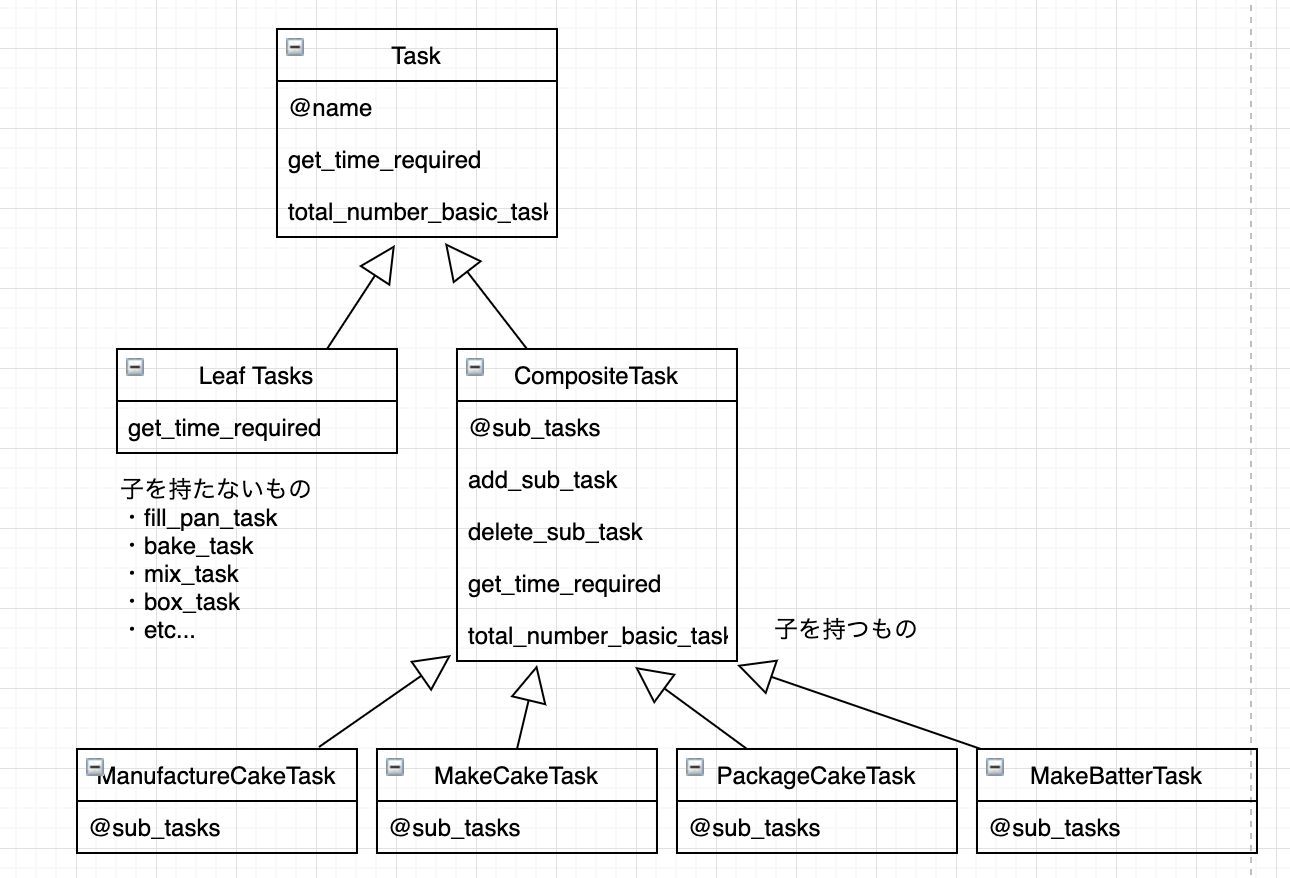 Task
@name
get_time_required
total_number_basic_task
Leaf Tasks
get_time_required
子を持たないもの
・fill_pan_task
・bake_task
・mix_task
・box_task
・etc...
CompositeTask
@sub_tasks
add_sub_task
delete_sub_task
get_time_required
total_number_basic_task
子を持つもの
ManufactureCakeTask
@sub_tasks
MakeCakeTask
@sub_tasks
PackageCakeTask
@sub_tasks
MakeBatterTask
@sub_tasks